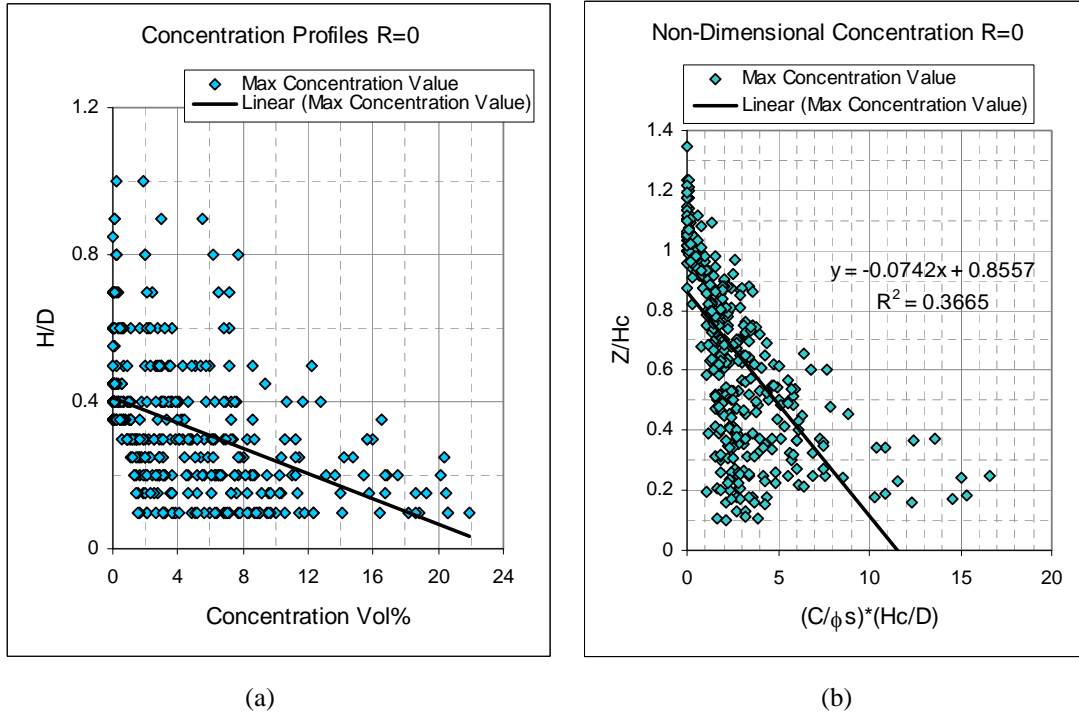 Concentration Profiles R=0
Max Concentration Value
Linear (Max Concentration Value)
1.2
0.8
0.4
0
H/D
0 4 8 12 16 20 24
Concentration Vol%
(a)
Non-Dimensional Concentration R=0
Max Concentration Value
Linear (Max Concentration Value)
1.4
1.2
1
0.8
0.6
0.4
0.2
0
Z/Hc
y = -0.0742x + 0.8557
R² = 0.3665
0 5 10 15 20
(C/ϕs)*(Hc/D)
(b)